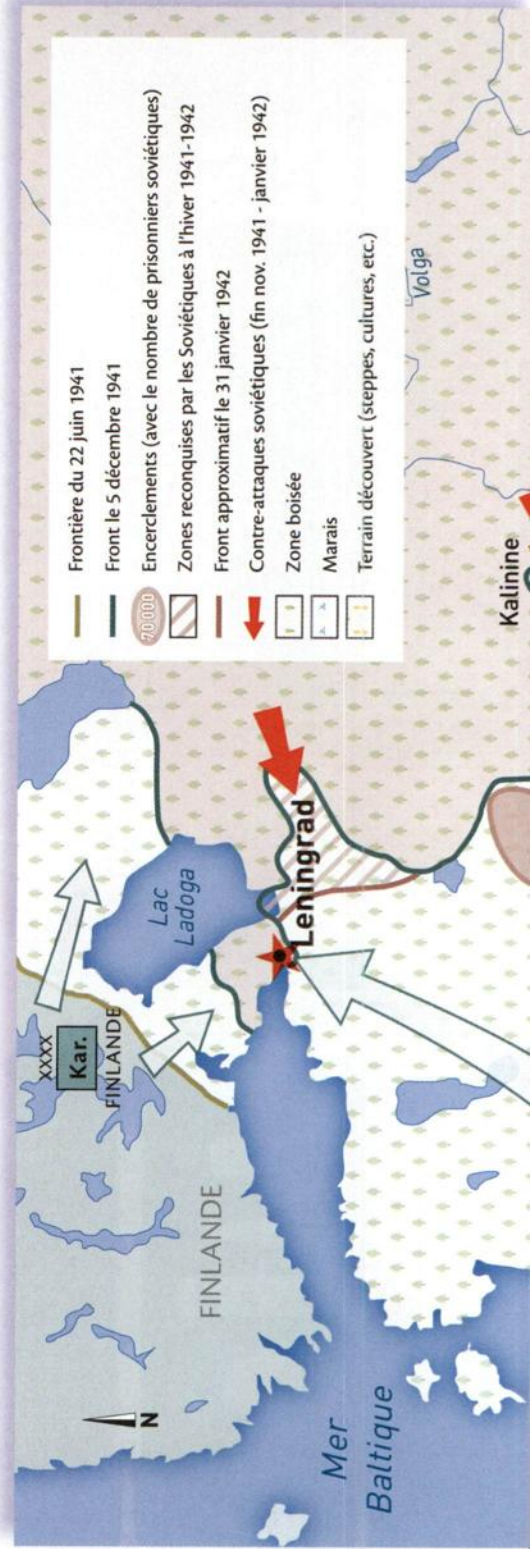 Frontière du 22 juin 1941
Front le 5 décembre 1941
70 000
Encerclements (avec le nombre de prisonniers soviétiques)
Zones reconquises par les Soviétiques à l'hiver 1941-1942
Front approximatif le 31 janvier 1942
Contre-attaques soviétiques (fin nov. 1941 - janvier 1942)
Zone boisée
Marais
Terrain découvert (steppes, cultures, etc.)
N
XXXX
Kar.
FINLANDE
FINLANDE
Lac
Ladoga
Leningrad
Mer
Baltique
Volga
Kalinine